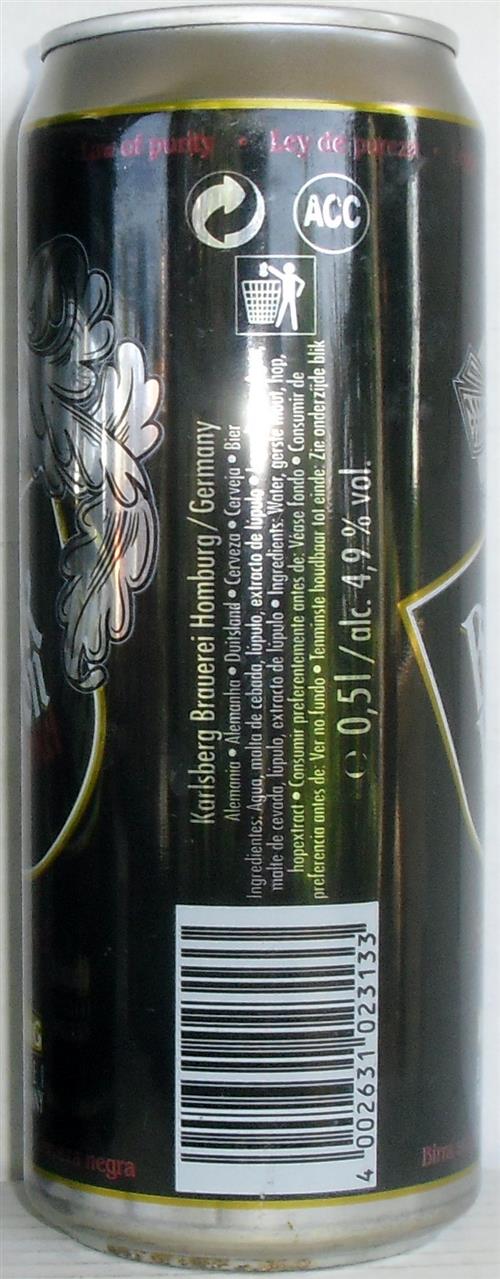 of purity • Ley de pureza •
ACC
Karlsberg Brauerei Homburg/Germany
Alemania • Alemanha • Duitsland • Cerveza • Cerveja • Bier
Ingredientes: Agua, malta de cebada, lúpulo, extracto de lúpulo •
malte de cevada, lúpulo, extracto de lúpulo • Ingredients: Water, gerste mout, hop,
hopextract • Consumir preferentemente antes de: Véase fondo • Consumir de
preferencia antes de: Ver no fundo • Tenminste houdbaar tot einde: Zie onderzijde blik
e 0,5 l / alc. 4,9 % vol.
4 002631 023133
negra
Birra